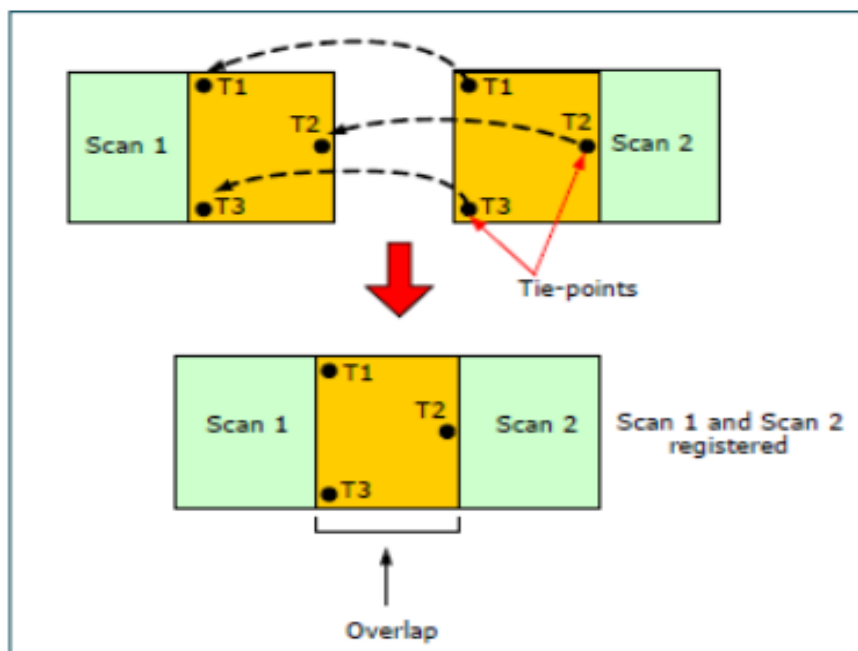 T1
T1
T2
T2
Scan 1
Scan 2
T3
T3
Tie-points
T1
T2
Scan 1
Scan 2
Scan 1 and Scan 2
registered
T3
Overlap